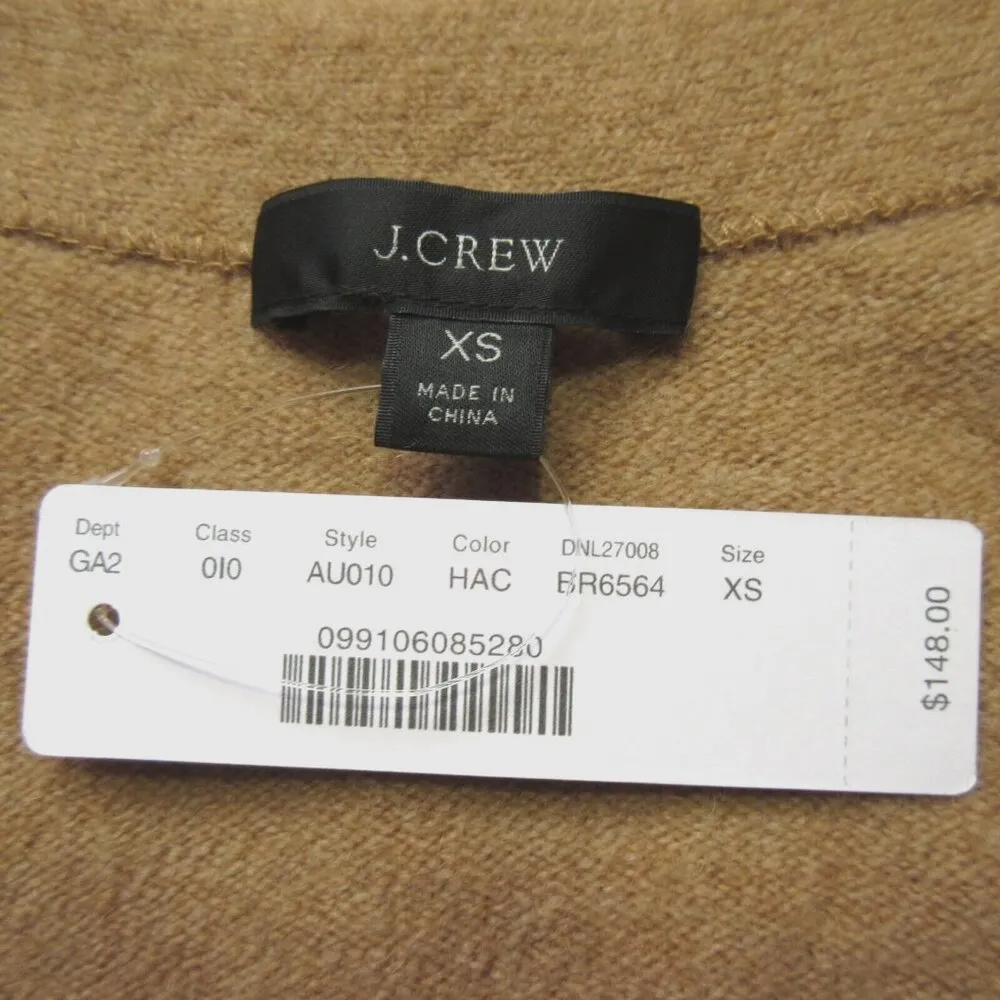 J.CREW
XS
MADE IN
CHINA
Dept Class Style Color DNL27008 Size
GA2 0I0 AU010 HAC BR6564 XS
099106085280
$148.00